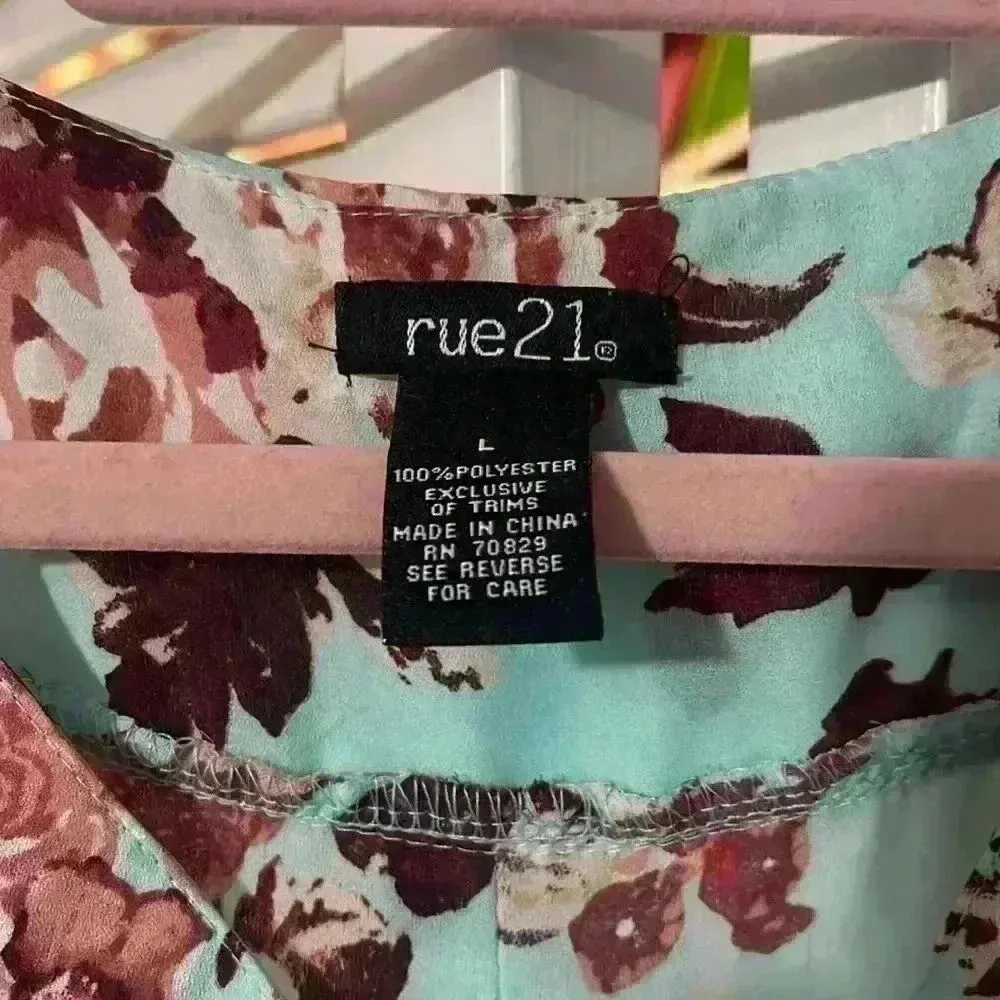 rue21®
L
100%POLYESTER
EXCLUSIVE
OF TRIMS
MADE IN CHINA
RN 70829
SEE REVERSE
FOR CARE